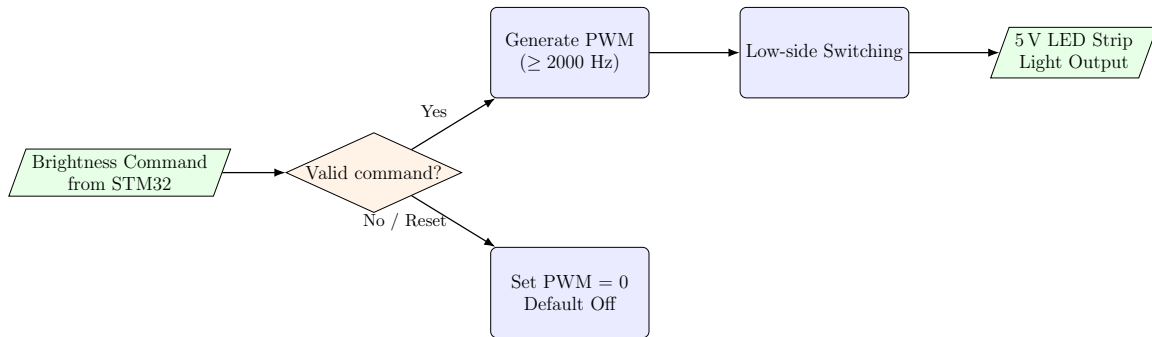 Brightness Command
from STM32
Valid command?
Yes
No / Reset
Generate PWM
(≥ 2000 Hz)
Low-side Switching
5 V LED Strip
Light Output
Set PWM = 0
Default Off